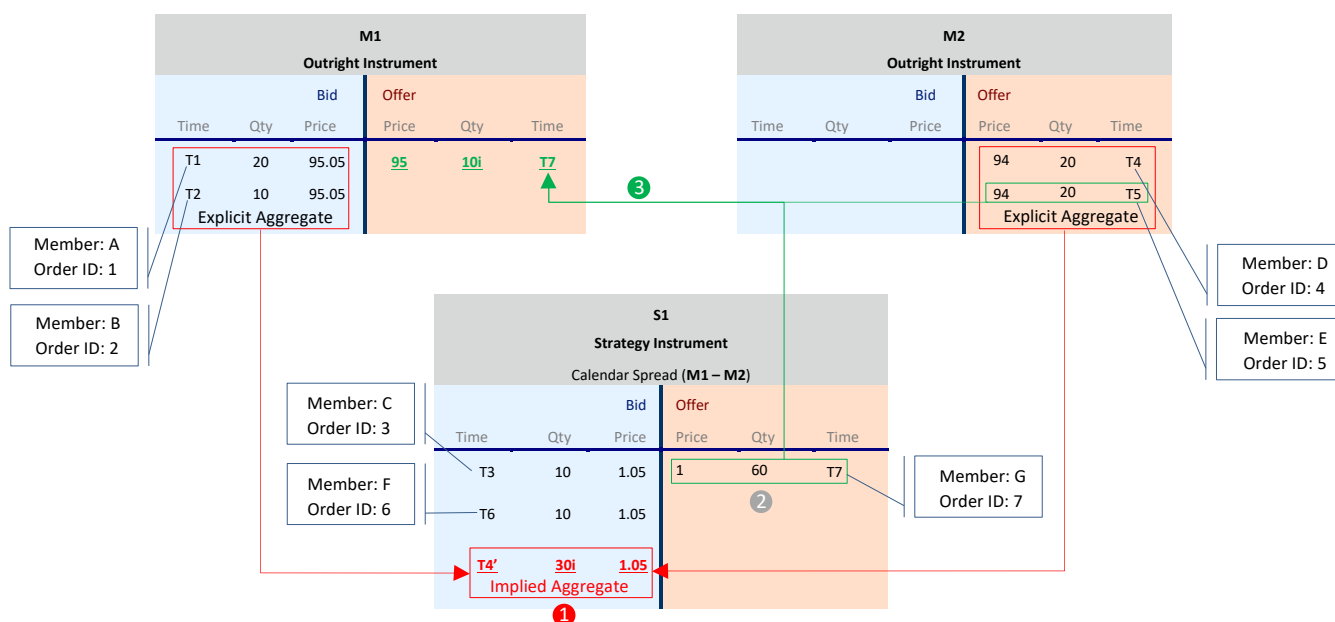 M1
Outright Instrument
Bid Offer
Time Qty Price Price Qty Time
T1 20 95.05 95 10i T7
T2 10 95.05
Explicit Aggregate
M2
Outright Instrument
Bid Offer
Time Qty Price Price Qty Time
94 20 T4
94 20 T5
Explicit Aggregate
3
Member: A
Order ID: 1
Member: B
Order ID: 2
Member: D
Order ID: 4
Member: E
Order ID: 5
S1
Strategy Instrument
Calendar Spread (M1 – M2)
Bid Offer
Time Qty Price Price Qty Time
T3 10 1.05 1 60 T7
T6 10 1.05
2
T4’ 30i 1.05
Implied Aggregate
1
Member: C
Order ID: 3
Member: F
Order ID: 6
Member: G
Order ID: 7